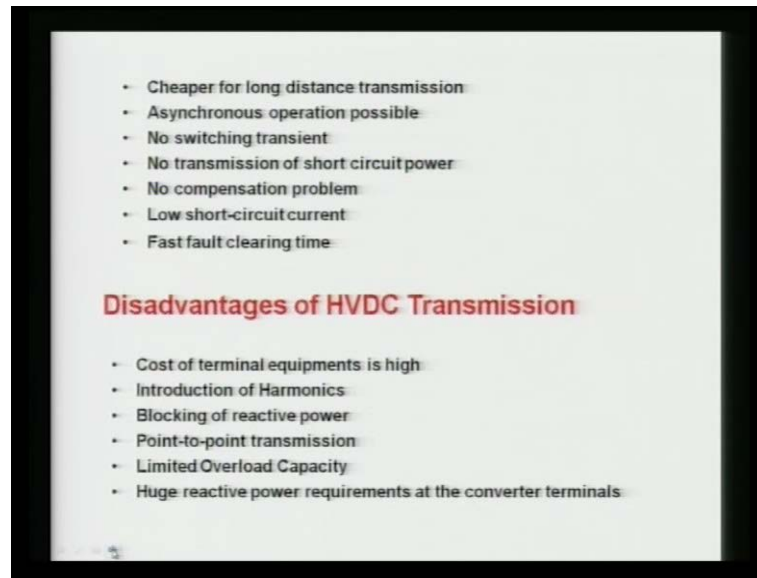 • Cheaper for long distance transmission
• Asynchronous operation possible
• No switching transient
• No transmission of short circuit power
• No compensation problem
• Low short-circuit current
• Fast fault clearing time
Disadvantages of HVDC Transmission
• Cost of terminal equipments is high
• Introduction of Harmonics
• Blocking of reactive power
• Point-to-point transmission
• Limited Overload Capacity
• Huge reactive power requirements at the converter terminals